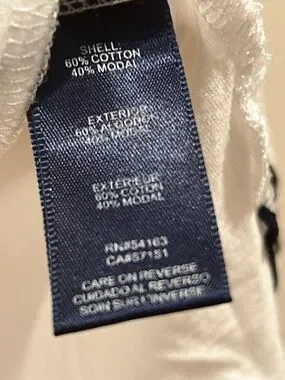 SHELL:
60% COTTON
40% MODAL
EXTERIOR:
60% ALGODON
40% MODAL
EXTÉRIEUR
60% COTON
40% MODAL
RN#54163
CA#57151
CARE ON REVERSE
CUIDADO AL REVERSO
SOIN SUR L'INVERSE